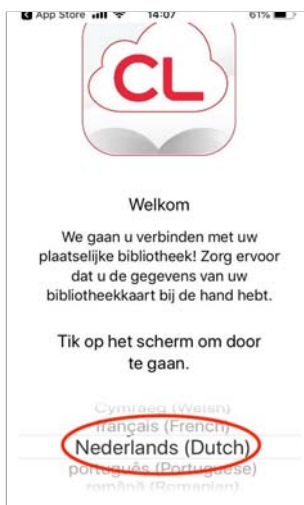 App Store 14:07 61%
CL
Welkom
We gaan u verbinden met uw
plaatselijke bibliotheek! Zorg ervoor
dat u de gegevens van uw
bibliotheekkaart bij de hand hebt.
Tik op het scherm om door
te gaan.
Cymraeg (Welsh)
français (French)
Nederlands (Dutch)
português (Portuguese)
română (Romanian)